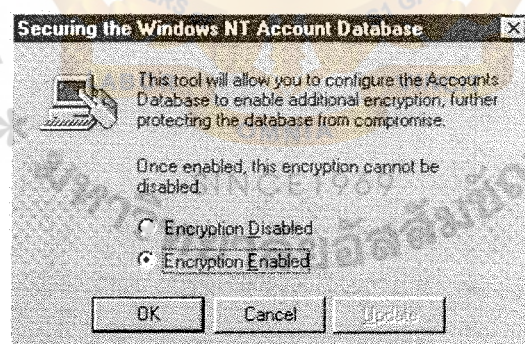 Securing the Windows NT Account Database
This tool will allow you to configure the Accounts
Database to enable additional encryption, further
protecting the database from compromise.
Once enabled, this encryption cannot be
disabled.
SINCE 1969
Encryption Disabled
Encryption Enabled
OK
Cancel
Update